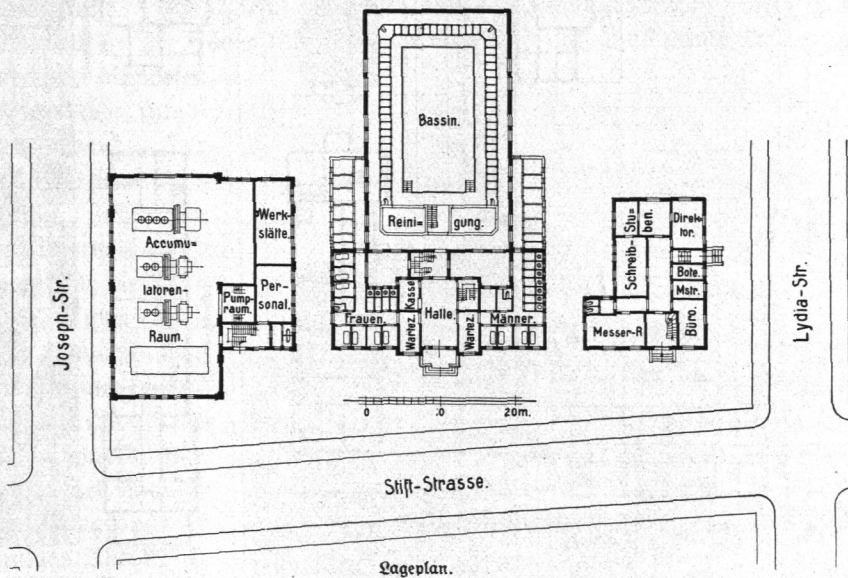 Bassin.
Reini=
gung.
Werk-
stätte.
Accumu=
latoren-
Raum.
Pump-
raum.
Per-
sonal.
Kasse
Frauen.
Wartez.
Halle.
Wartez.
Männer.
Stu=
ben.
Direk-
tor.
Schreib-
Bote.
Mstr.
Messer-R
Büro.
Joseph-Str.
Lydia-Str.
0 10 20m.
Stift-Strasse.
Lageplan.